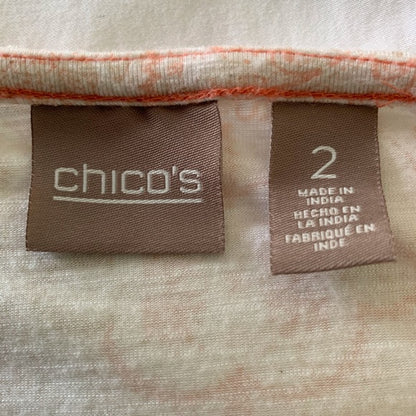 chico's
2
MADE IN
INDIA
HECHO EN
LA INDIA
FABRIQUÉ EN
INDE